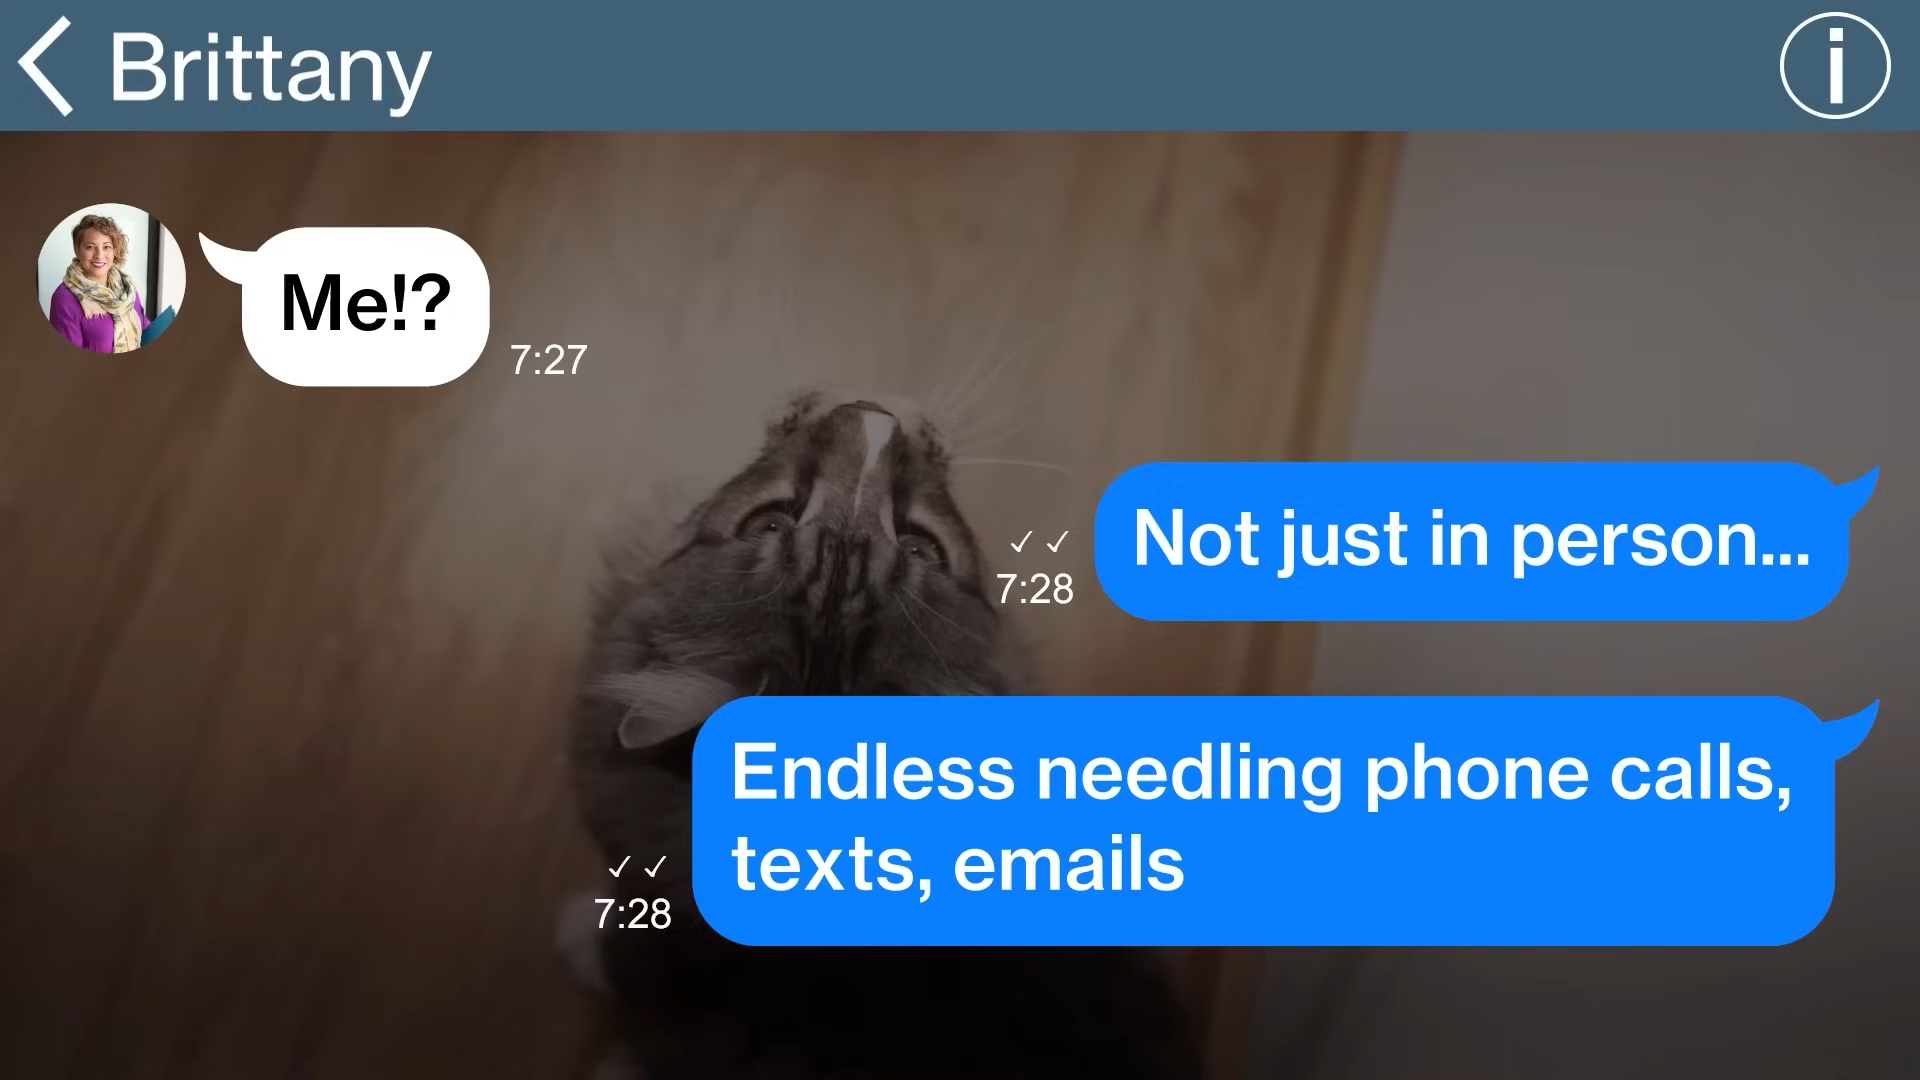 Brittany
Me!?
7:27
Not just in person...
7:28
Endless needling phone calls,
texts, emails
7:28